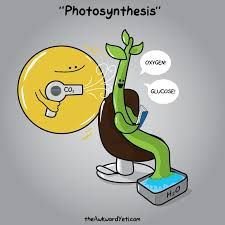 "Photosynthesis"
CO₂
OXYGEN!
GLUCOSE!
H₂O
theAwkwardYeti.com